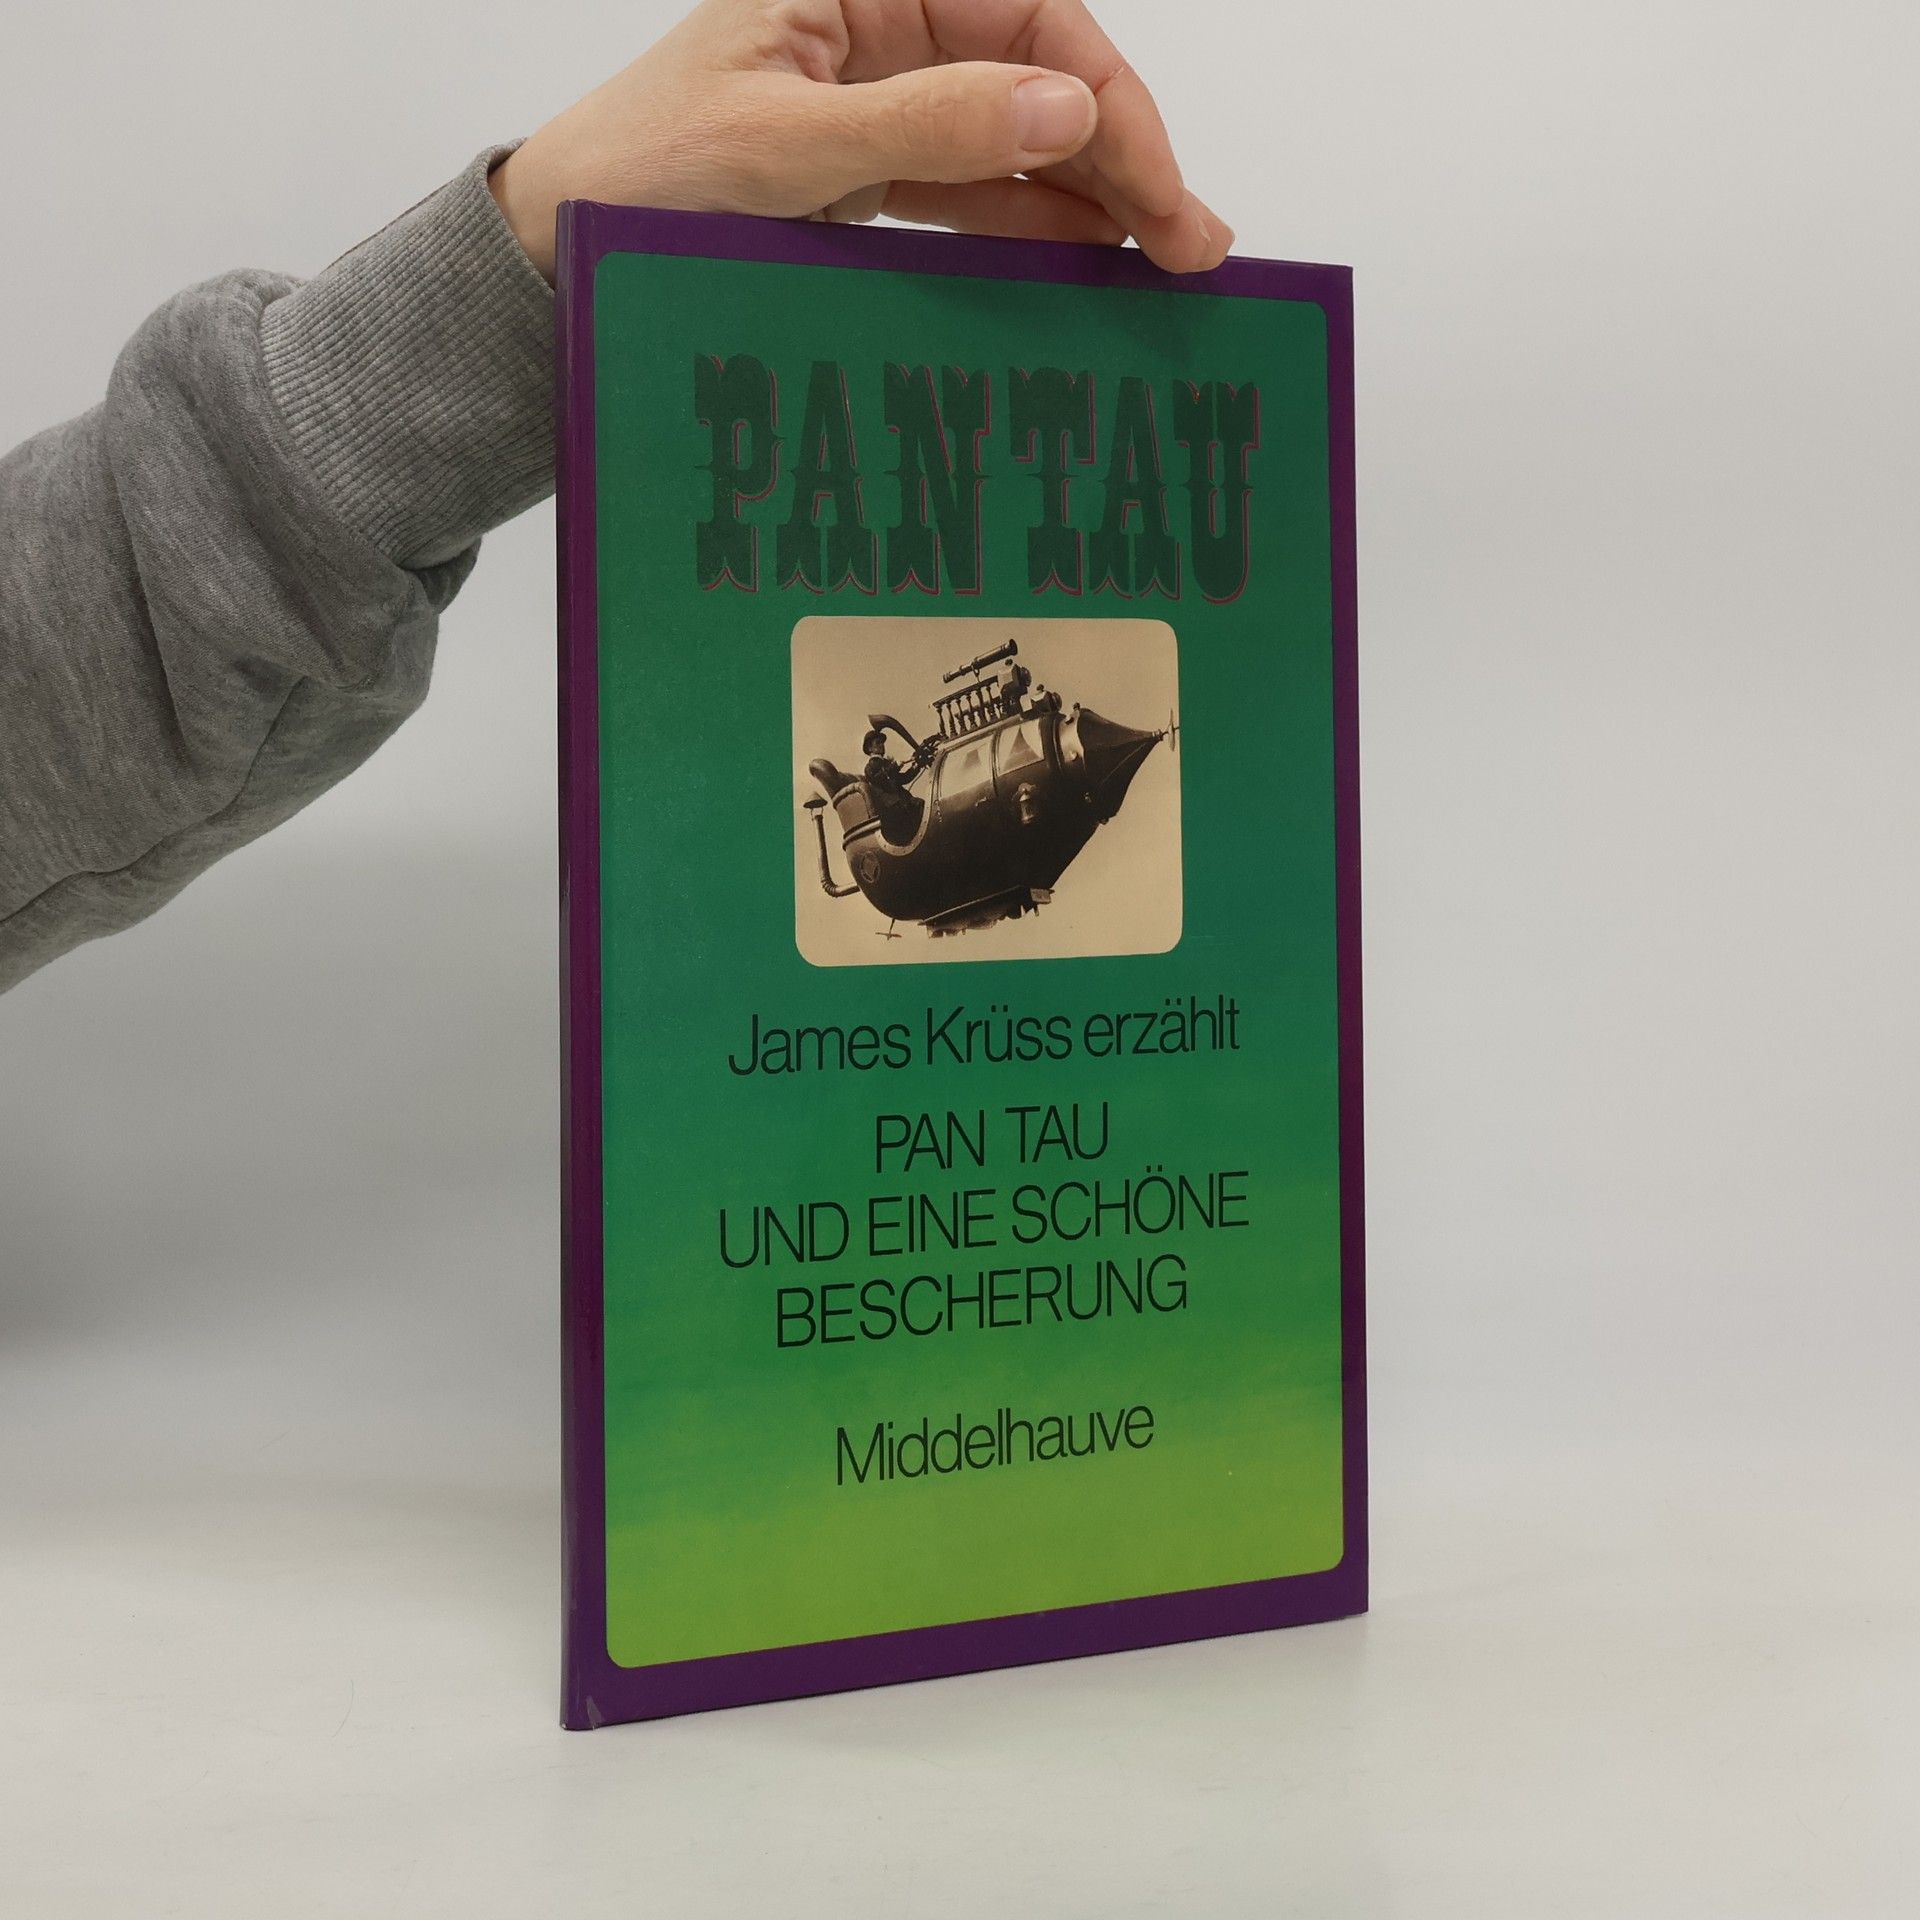 PAN TAU
James Krüss erzählt
PAN TAU
UND EINE SCHÖNE
BESCHERUNG
Middelhauve